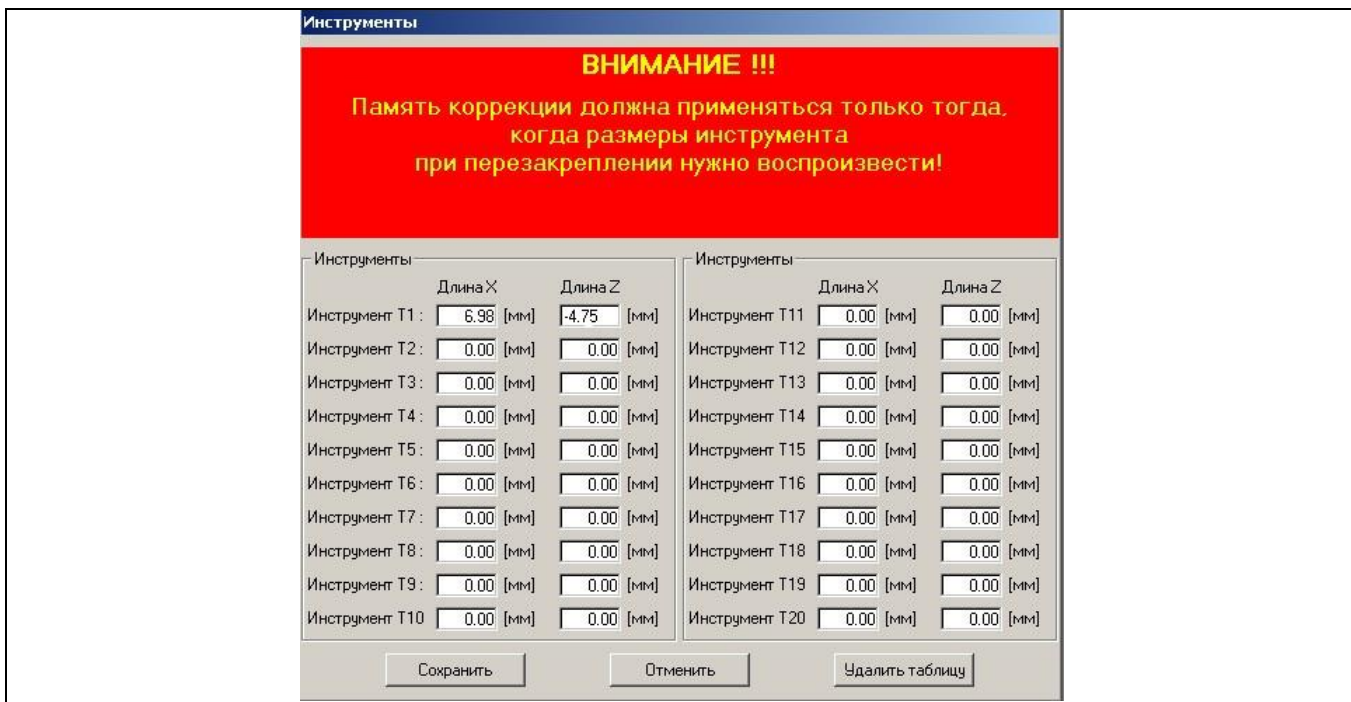 Инструменты
ВНИМАНИЕ !!!
Память коррекции должна применяться только тогда,
когда размеры инструмента
при перезакреплении нужно воспроизвести!
Инструменты
Длина X Длина Z
Инструмент T1 : 6.98 [мм] -4.75 [мм]
Инструмент T2 : 0.00 [мм] 0.00 [мм]
Инструмент T3 : 0.00 [мм] 0.00 [мм]
Инструмент T4 : 0.00 [мм] 0.00 [мм]
Инструмент T5 : 0.00 [мм] 0.00 [мм]
Инструмент T6 : 0.00 [мм] 0.00 [мм]
Инструмент T7 : 0.00 [мм] 0.00 [мм]
Инструмент T8 : 0.00 [мм] 0.00 [мм]
Инструмент T9 : 0.00 [мм] 0.00 [мм]
Инструмент T10 0.00 [мм] 0.00 [мм]
Инструменты
Длина X Длина Z
Инструмент T11 0.00 [мм] 0.00 [мм]
Инструмент T12 0.00 [мм] 0.00 [мм]
Инструмент T13 0.00 [мм] 0.00 [мм]
Инструмент T14 0.00 [мм] 0.00 [мм]
Инструмент T15 0.00 [мм] 0.00 [мм]
Инструмент T16 0.00 [мм] 0.00 [мм]
Инструмент T17 0.00 [мм] 0.00 [мм]
Инструмент T18 0.00 [мм] 0.00 [мм]
Инструмент T19 0.00 [мм] 0.00 [мм]
Инструмент T20 0.00 [мм] 0.00 [мм]
Сохранить Отменить Удалить таблицу